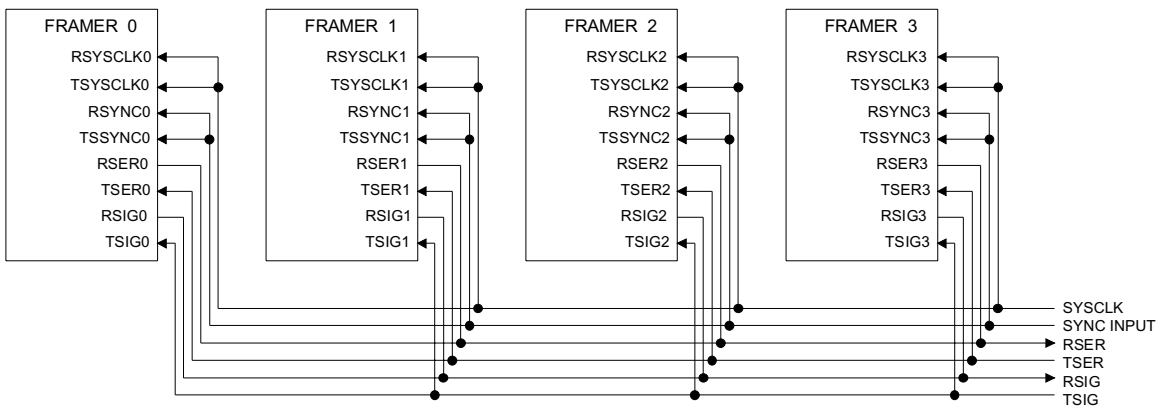 FRAMER 0
RSYSCLK0
TSYSCLK0
RSYNC0
TSSYNC0
RSER0
TSER0
RSIG0
TSIG0
FRAMER 1
RSYSCLK1
TSYSCLK1
RSYNC1
TSSYNC1
RSER1
TSER1
RSIG1
TSIG1
FRAMER 2
RSYSCLK2
TSYSCLK2
RSYNC2
TSSYNC2
RSER2
TSER2
RSIG2
TSIG2
FRAMER 3
RSYSCLK3
TSYSCLK3
RSYNC3
TSSYNC3
RSER3
TSER3
RSIG3
TSIG3
SYSCLK
SYNC INPUT
RSER
TSER
RSIG
TSIG